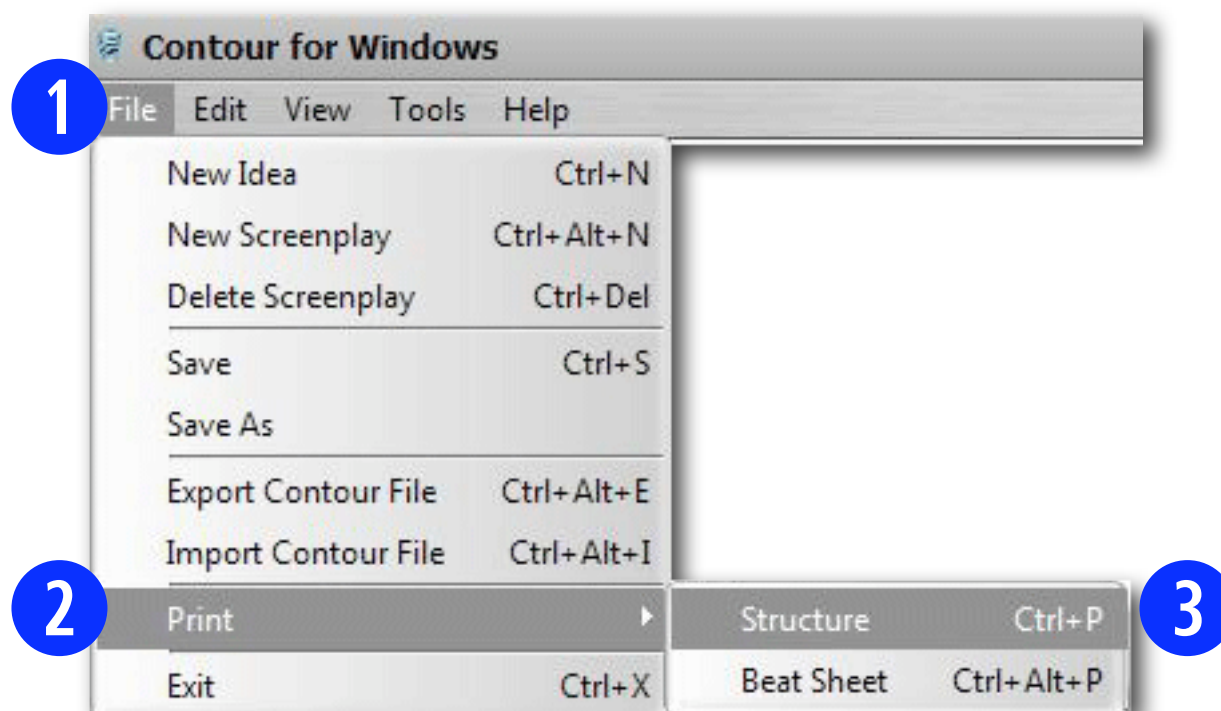 Contour for Windows
1 File Edit View Tools Help
New Idea Ctrl+N
New Screenplay Ctrl+Alt+N
Delete Screenplay Ctrl+Del
Save Ctrl+S
Save As
Export Contour File Ctrl+Alt+E
Import Contour File Ctrl+Alt+I
2 Print Structure Ctrl+P 3
Exit Ctrl+X Beat Sheet Ctrl+Alt+P